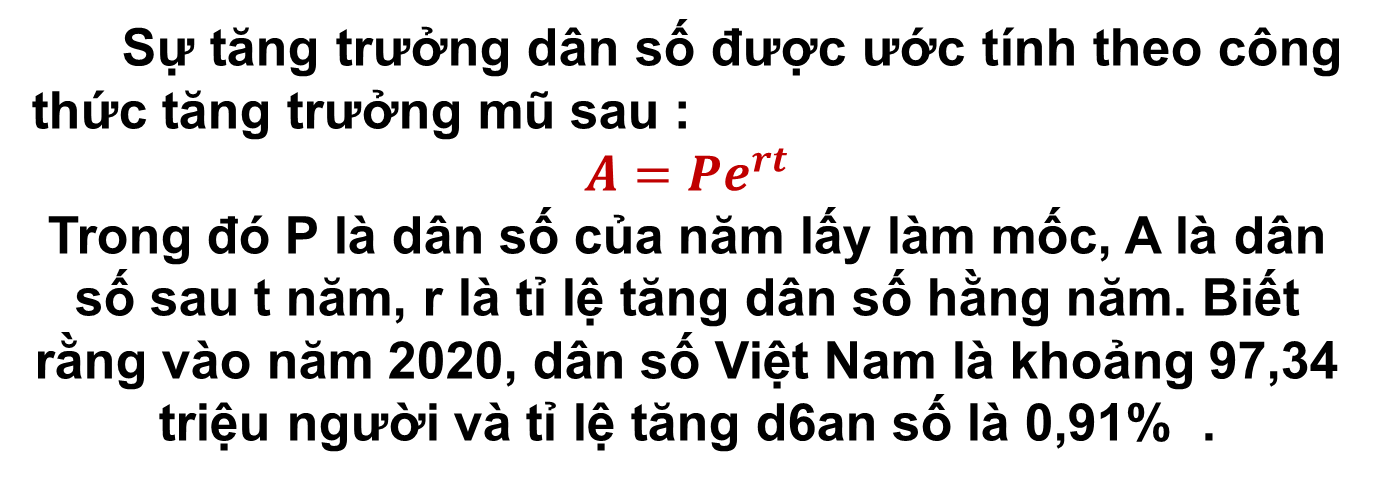 Sự tăng trưởng dân số được ước tính theo công
thức tăng trưởng mũ sau :
A = Pe^{rt}
Trong đó P là dân số của năm lấy làm mốc, A là dân
số sau t năm, r là tỉ lệ tăng dân số hằng năm. Biết
rằng vào năm 2020, dân số Việt Nam là khoảng 97,34
triệu người và tỉ lệ tăng d6an số là 0,91% .